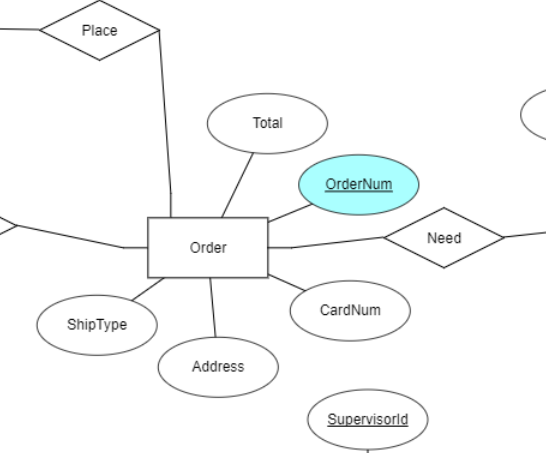 Place
Total
OrderNum
Order
Need
CardNum
ShipType
Address
SupervisorId